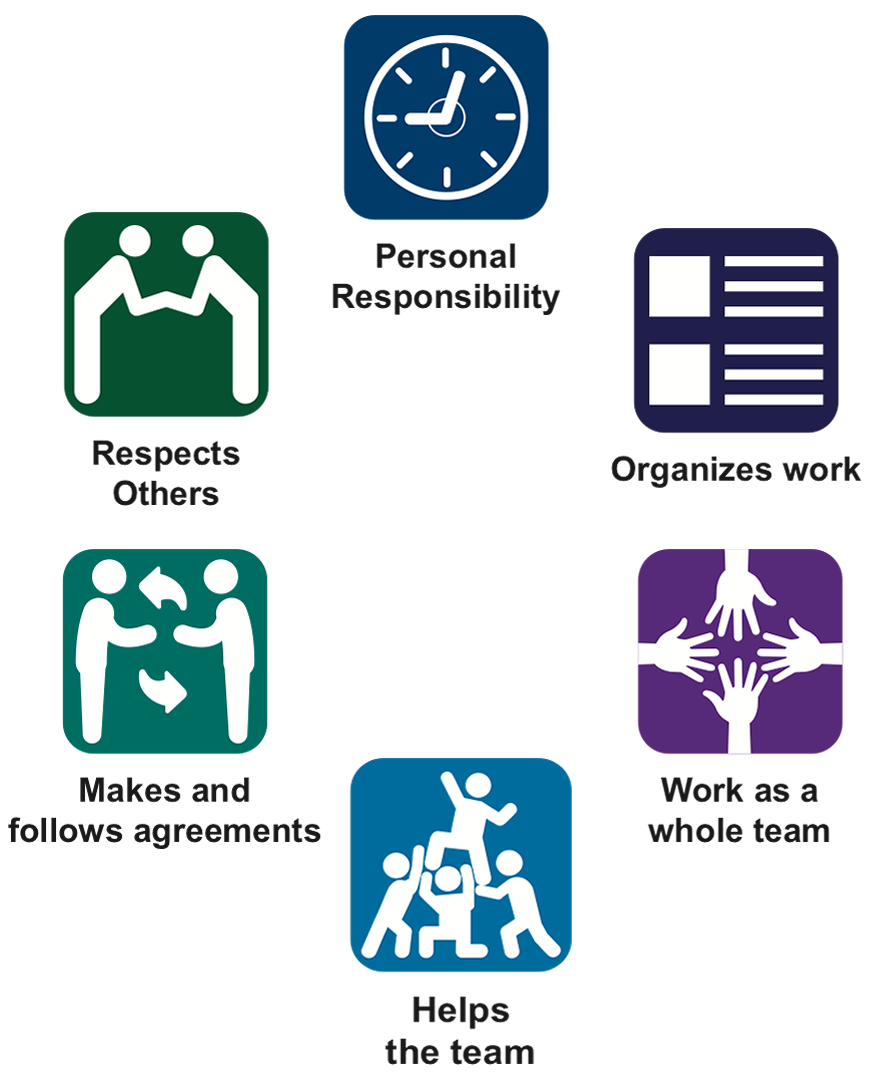 Personal
Responsibility
Respects
Others
Organizes work
Makes and
follows agreements
Work as a
whole team
Helps
the team